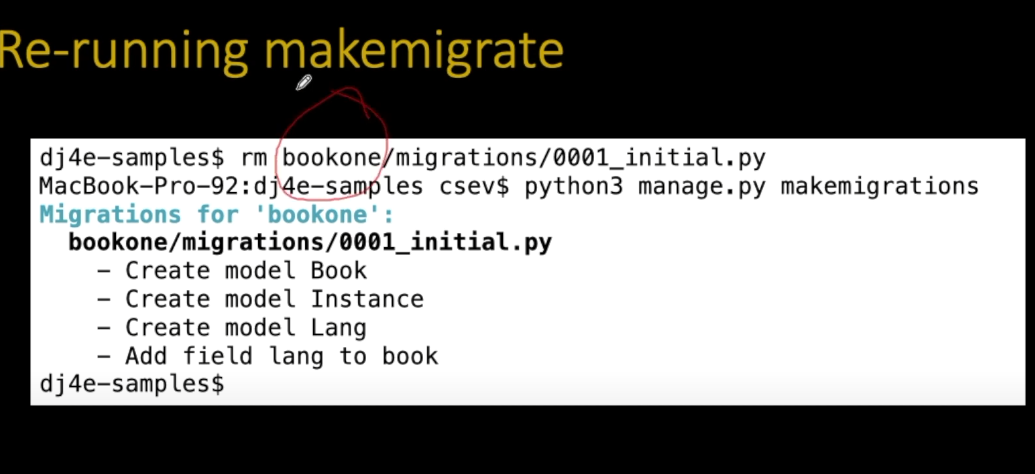 Re-running makemigrate
dj4e-samples$ rm bookone/migrations/0001_initial.py
MacBook-Pro-92:dj4e-samples csev$ python3 manage.py makemigrations
Migrations for 'bookone':
bookone/migrations/0001_initial.py
– Create model Book
– Create model Instance
– Create model Lang
– Add field lang to book
dj4e-samples$